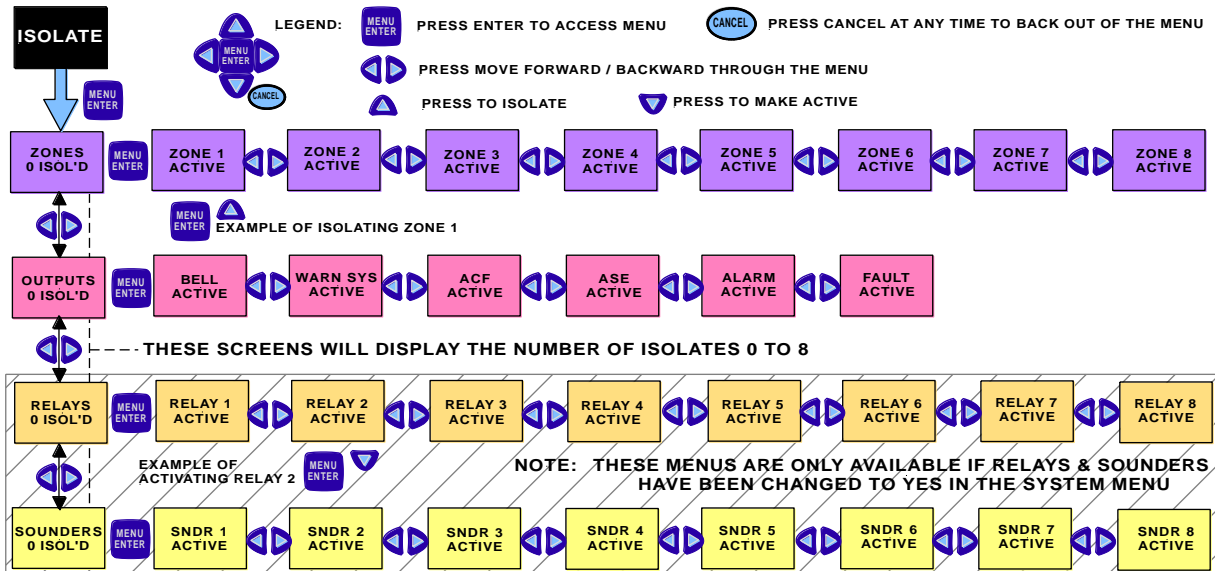 ISOLATE
LEGEND:
MENU
ENTER
PRESS ENTER TO ACCESS MENU
CANCEL
PRESS CANCEL AT ANY TIME TO BACK OUT OF THE MENU
MENU
ENTER
CANCEL
PRESS MOVE FORWARD / BACKWARD THROUGH THE MENU
PRESS TO ISOLATE
PRESS TO MAKE ACTIVE
MENU
ENTER
ZONES
0 ISOL'D
MENU
ENTER
ZONE 1
ACTIVE
ZONE 2
ACTIVE
ZONE 3
ACTIVE
ZONE 4
ACTIVE
ZONE 5
ACTIVE
ZONE 6
ACTIVE
ZONE 7
ACTIVE
ZONE 8
ACTIVE
MENU
ENTER
EXAMPLE OF ISOLATING ZONE 1
OUTPUTS
0 ISOL'D
MENU
ENTER
BELL
ACTIVE
WARN SYS
ACTIVE
ACF
ACTIVE
ASE
ACTIVE
ALARM
ACTIVE
FAULT
ACTIVE
THESE SCREENS WILL DISPLAY THE NUMBER OF ISOLATES 0 TO 8
RELAYS
0 ISOL'D
MENU
ENTER
RELAY 1
ACTIVE
RELAY 2
ACTIVE
RELAY 3
ACTIVE
RELAY 4
ACTIVE
RELAY 5
ACTIVE
RELAY 6
ACTIVE
RELAY 7
ACTIVE
RELAY 8
ACTIVE
EXAMPLE OF
ACTIVATING RELAY 2
MENU
ENTER
NOTE: THESE MENUS ARE ONLY AVAILABLE IF RELAYS & SOUNDERS
HAVE BEEN CHANGED TO YES IN THE SYSTEM MENU
SOUNDERS
0 ISOL'D
MENU
ENTER
SNDR 1
ACTIVE
SNDR 2
ACTIVE
SNDR 3
ACTIVE
SNDR 4
ACTIVE
SNDR 5
ACTIVE
SNDR 6
ACTIVE
SNDR 7
ACTIVE
SNDR 8
ACTIVE